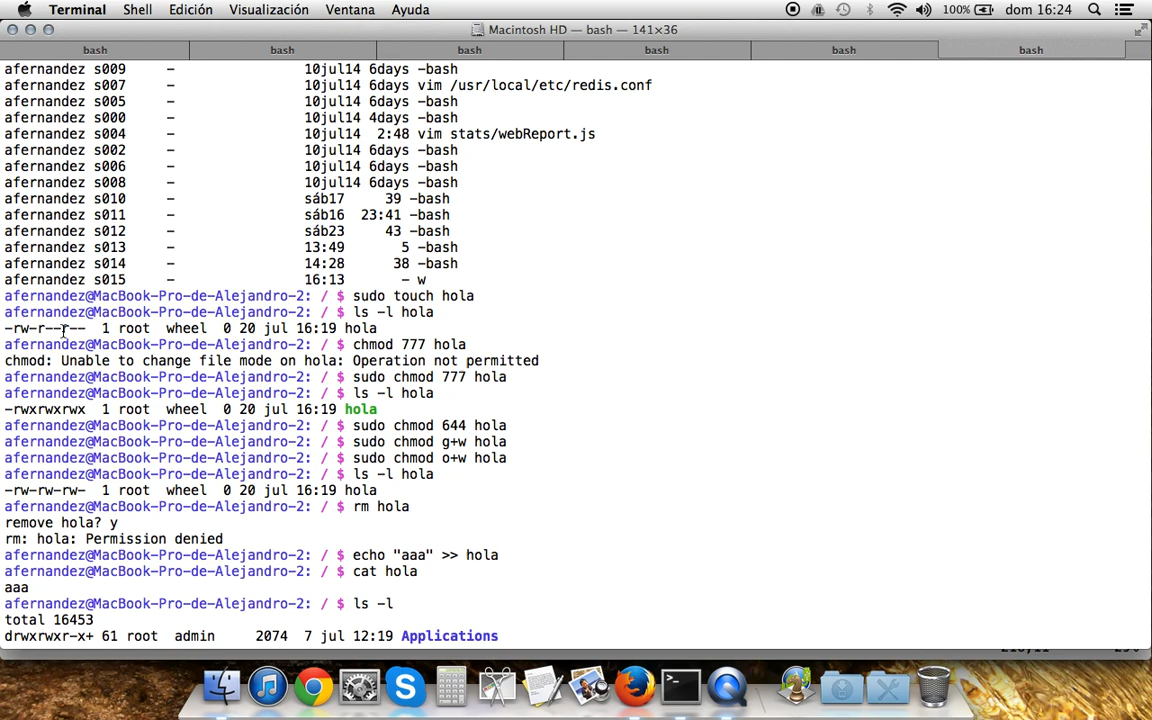 Terminal Shell Edición Visualización Ventana Ayuda 100% dom 16:24
Macintosh HD — bash — 141×36
bash bash bash bash bash bash
afernandez s009 - 10jul14 6days -bash
afernandez s007 - 10jul14 6days vim /usr/local/etc/redis.conf
afernandez s005 - 10jul14 6days -bash
afernandez s000 - 10jul14 4days -bash
afernandez s004 - 10jul14 2:48 vim stats/webReport.js
afernandez s002 - 10jul14 6days -bash
afernandez s006 - 10jul14 6days -bash
afernandez s008 - 10jul14 6days -bash
afernandez s010 - sáb17 39 -bash
afernandez s011 - sáb16 23:41 -bash
afernandez s012 - sáb23 43 -bash
afernandez s013 - 13:49 5 -bash
afernandez s014 - 14:28 38 -bash
afernandez s015 - 16:13 - w
afernandez@MacBook-Pro-de-Alejandro-2: / $ sudo touch hola
afernandez@MacBook-Pro-de-Alejandro-2: / $ ls -l hola
-rw-r--r-- 1 root wheel 0 20 jul 16:19 hola
afernandez@MacBook-Pro-de-Alejandro-2: / $ chmod 777 hola
chmod: Unable to change file mode on hola: Operation not permitted
afernandez@MacBook-Pro-de-Alejandro-2: / $ sudo chmod 777 hola
afernandez@MacBook-Pro-de-Alejandro-2: / $ ls -l hola
-rwxrwxrwx 1 root wheel 0 20 jul 16:19 hola
afernandez@MacBook-Pro-de-Alejandro-2: / $ sudo chmod 644 hola
afernandez@MacBook-Pro-de-Alejandro-2: / $ sudo chmod g+w hola
afernandez@MacBook-Pro-de-Alejandro-2: / $ sudo chmod o+w hola
afernandez@MacBook-Pro-de-Alejandro-2: / $ ls -l hola
-rw-rw-rw- 1 root wheel 0 20 jul 16:19 hola
afernandez@MacBook-Pro-de-Alejandro-2: / $ rm hola
remove hola? y
rm: hola: Permission denied
afernandez@MacBook-Pro-de-Alejandro-2: / $ echo "aaa" >> hola
afernandez@MacBook-Pro-de-Alejandro-2: / $ cat hola
aaa
afernandez@MacBook-Pro-de-Alejandro-2: / $ ls -l
total 16453
drwxrwxr-x+ 61 root admin 2074 7 jul 12:19 Applications